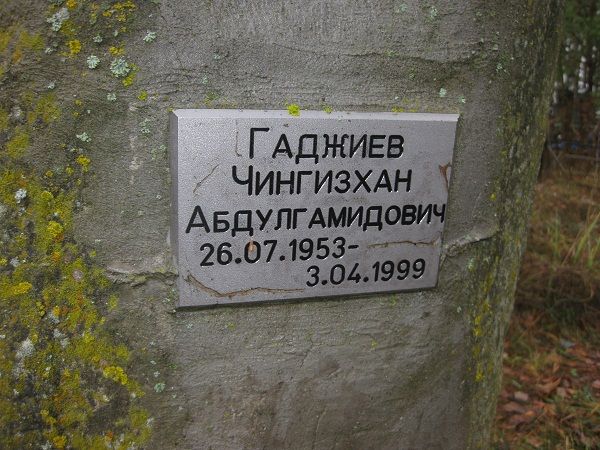 Гаджиев
Чингизхан
Абдулгамидович
26.07.1953-
3.04.1999